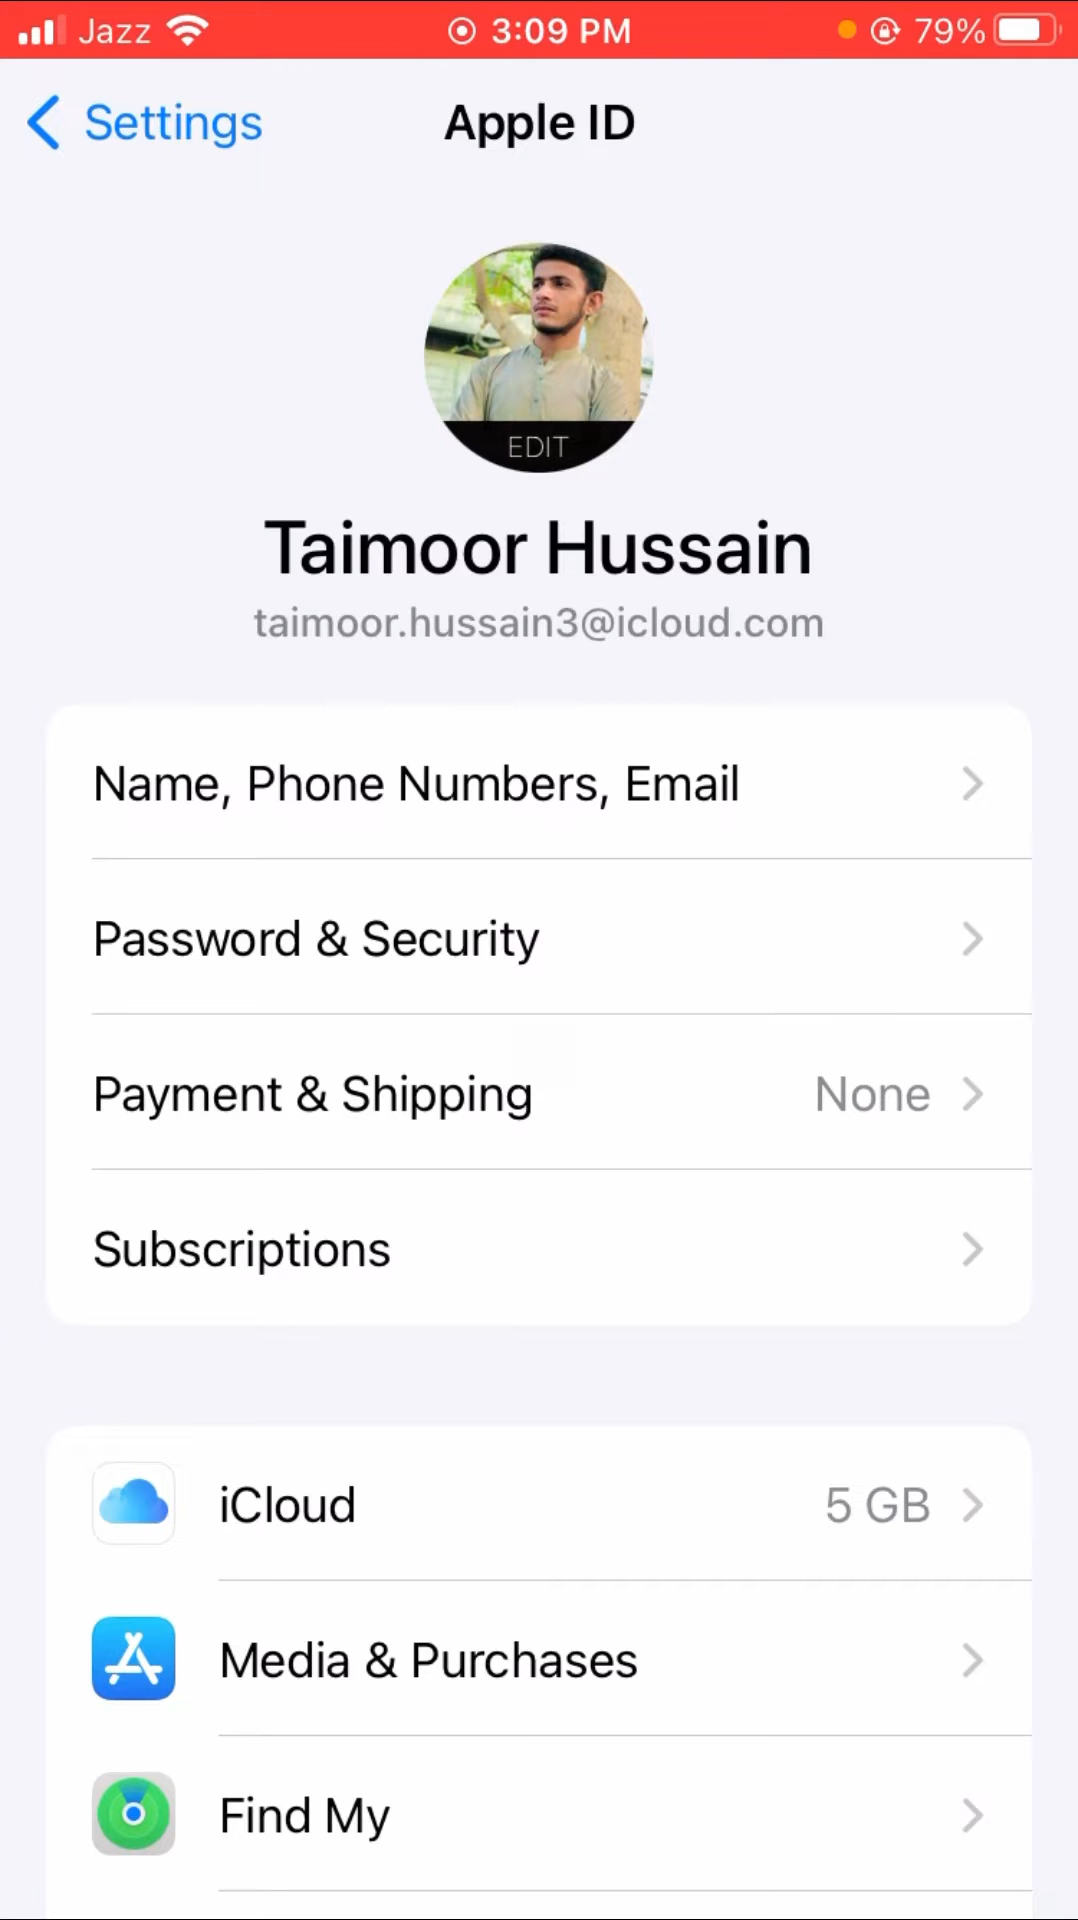 Jazz 3:09 PM 79%
Settings Apple ID
EDIT
Taimoor Hussain
taimoor.hussain3@icloud.com
Name, Phone Numbers, Email
Password & Security
Payment & Shipping None
Subscriptions
iCloud 5 GB
Media & Purchases
Find My